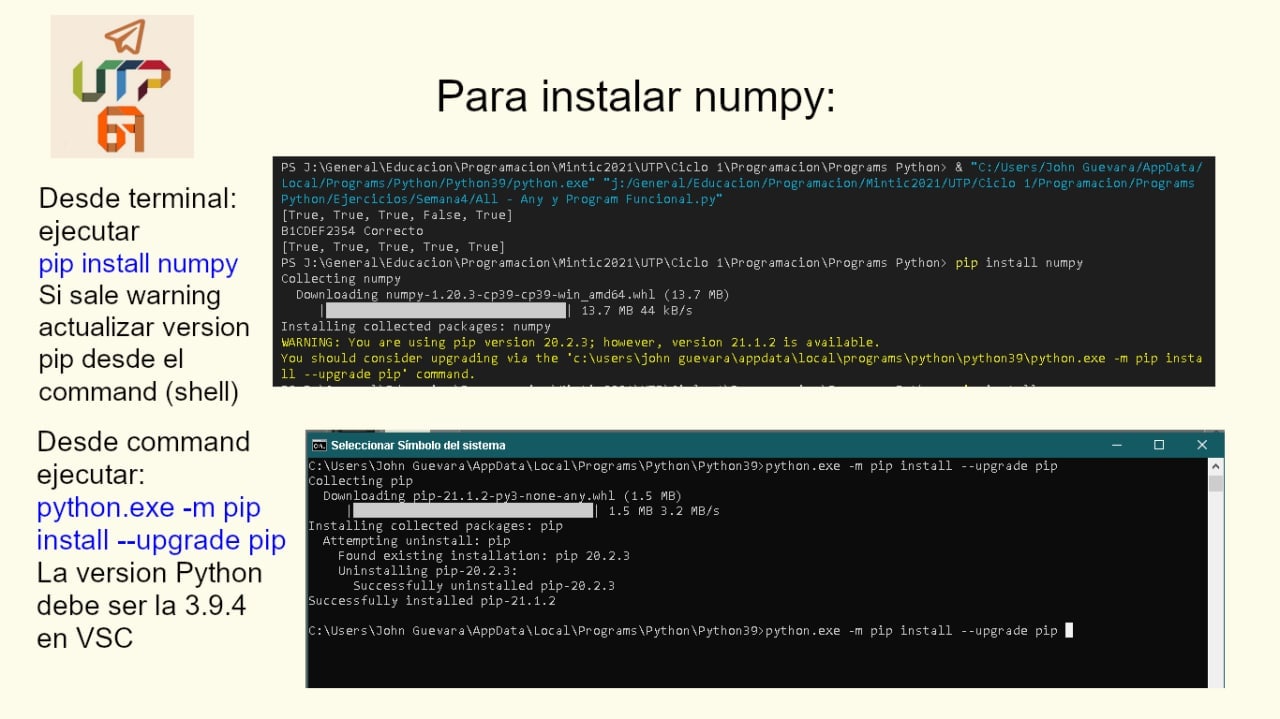 UTP
61
Para instalar numpy:
Desde terminal:
ejecutar
pip install numpy
Si sale warning
actualizar version
pip desde el
command (shell)
PS J:\General\Educacion\Programacion\Mintic2021\UTP\Ciclo 1\Programacion\Programs Python> & "C:/Users/John Guevara/AppData/
Local/Programs/Python/Python39/python.exe" "j:/General/Educacion/Programacion/Mintic2021/UTP/Ciclo 1/Programacion/Programs
Python/Ejercicios/Semana4/All - Any y Program Funcional.py"
[True, True, True, False, True]
B1CDEF2354 Correcto
[True, True, True, True, True]
PS J:\General\Educacion\Programacion\Mintic2021\UTP\Ciclo 1\Programacion\Programs Python> pip install numpy
Collecting numpy
Downloading numpy-1.20.3-cp39-cp39-win_amd64.whl (13.7 MB)
| | 13.7 MB 44 kB/s
Installing collected packages: numpy
WARNING: You are using pip version 20.2.3; however, version 21.1.2 is available.
You should consider upgrading via the 'c:\users\john guevara\appdata\local\programs\python\python39\python.exe -m pip insta
ll --upgrade pip' command.
Desde command
ejecutar:
python.exe -m pip
install --upgrade pip
La version Python
debe ser la 3.9.4
en VSC
Seleccionar Símbolo del sistema
C:\Users\John Guevara\AppData\Local\Programs\Python\Python39>python.exe -m pip install --upgrade pip
Collecting pip
Downloading pip-21.1.2-py3-none-any.whl (1.5 MB)
| | 1.5 MB 3.2 MB/s
Installing collected packages: pip
Attempting uninstall: pip
Found existing installation: pip 20.2.3
Uninstalling pip-20.2.3:
Successfully uninstalled pip-20.2.3
Successfully installed pip-21.1.2
C:\Users\John Guevara\AppData\Local\Programs\Python\Python39>python.exe -m pip install --upgrade pip